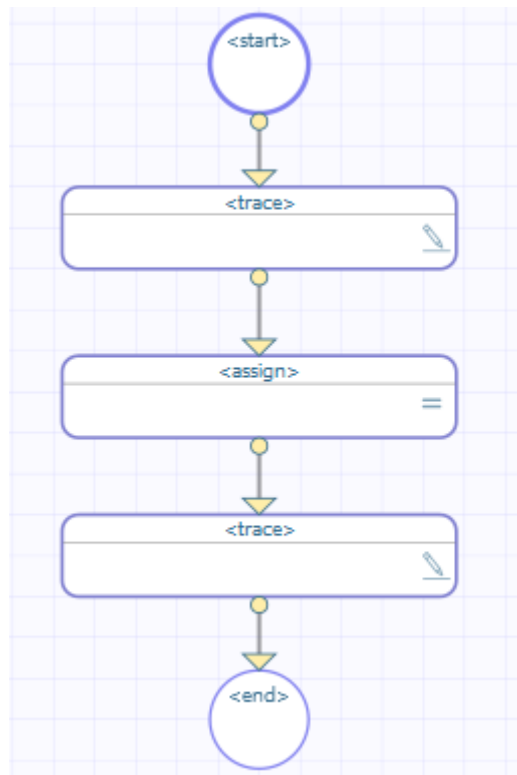 <start>
<trace>
<assign>
=
<trace>
<end>